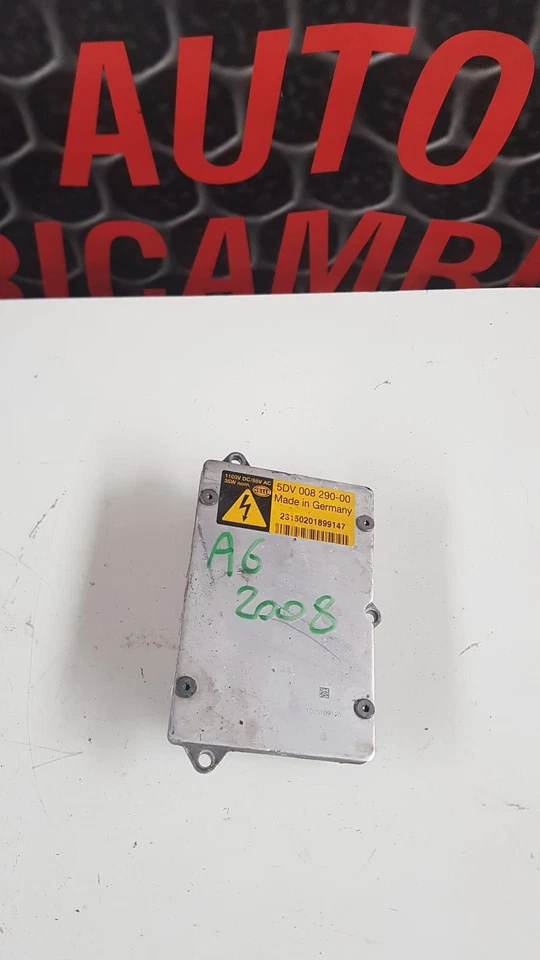 AUTO
RICAMBI
1100V DC/85V AC
35W nom.
HELLA
5DV 008 290-00
Made in Germany
23150201899147
A6
2008